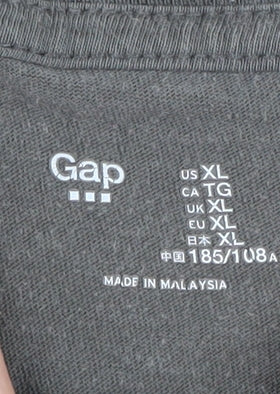 Gap
US XL
CA TG
UK XL
EU XL
日本 XL
中国 185/108A
MADE IN MALAYSIA